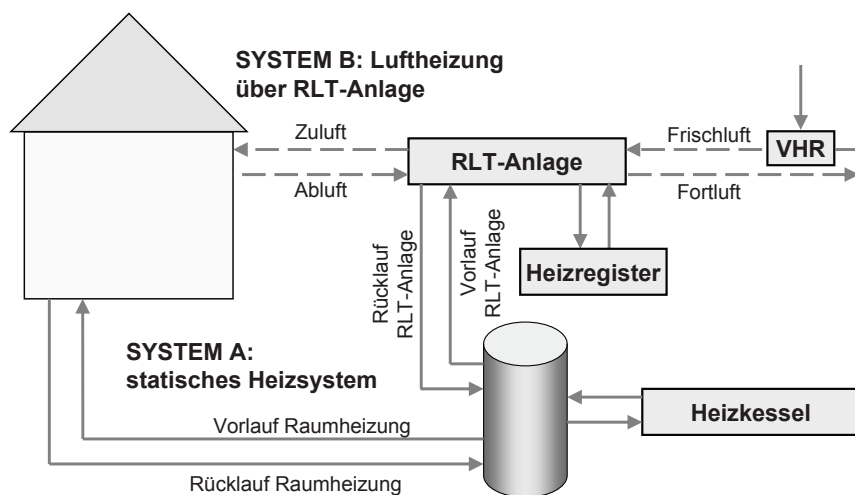 SYSTEM B: Luftheizung
über RLT-Anlage
Zuluft
Frischluft
VHR
RLT-Anlage
Abluft
Fortluft
Rücklauf
RLT-Anlage
Vorlauf
RLT-Anlage
Heizregister
SYSTEM A:
statisches Heizsystem
Heizkessel
Vorlauf Raumheizung
Rücklauf Raumheizung